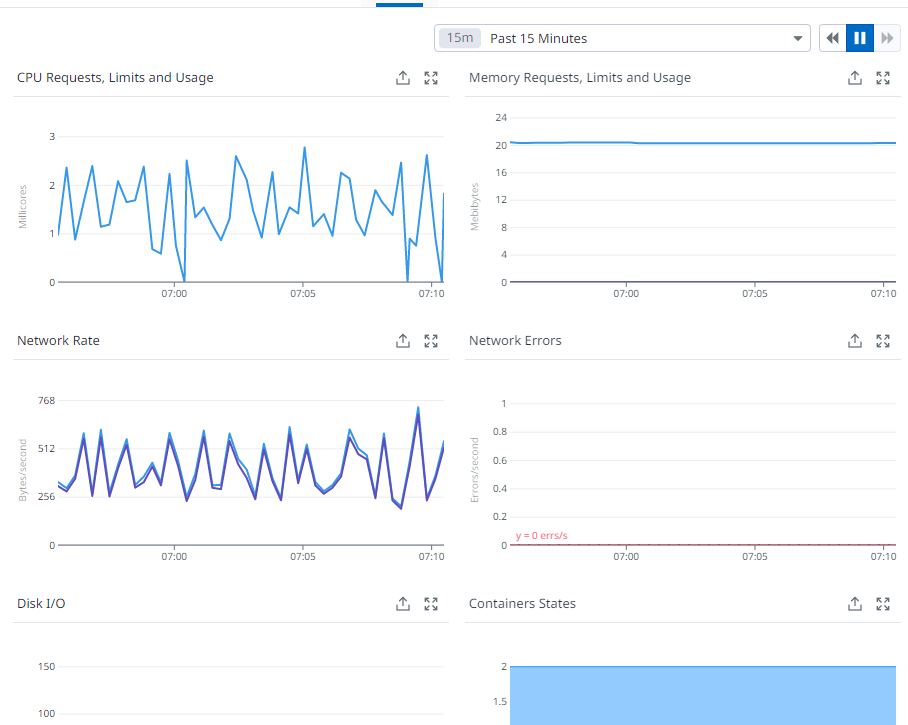 15m Past 15 Minutes
CPU Requests, Limits and Usage
Memory Requests, Limits and Usage
Millicores
3
2
1
0
07:00 07:05 07:10
Mebibytes
24
20
16
12
8
4
0
07:00 07:05 07:10
Network Rate
Network Errors
Bytes/second
768
512
256
0
07:00 07:05 07:10
Errors/second
1
0.8
0.6
0.4
0.2
0
y = 0 errs/s
07:00 07:05 07:10
Disk I/O
Containers States
150
100
2
1.5